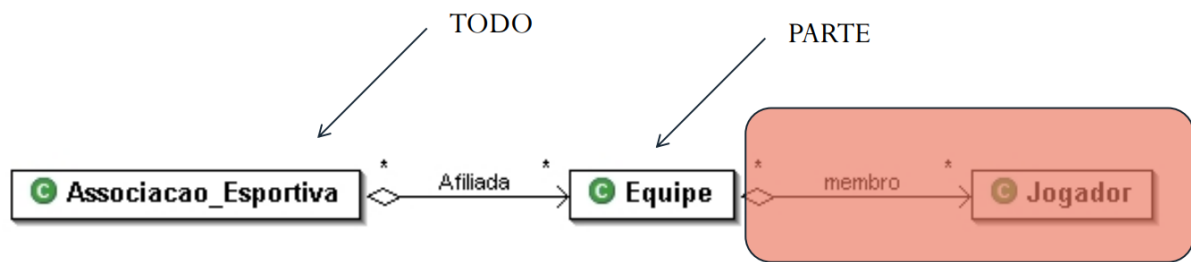 TODO
PARTE
* Afiliada *
* membro *
C Associacao_Esportiva
C Equipe
C Jogador